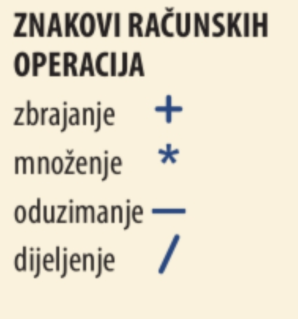 ZNAKOVI RAČUNSKIH
OPERACIJA
zbrajanje +
množenje *
oduzimanje —
dijeljenje /